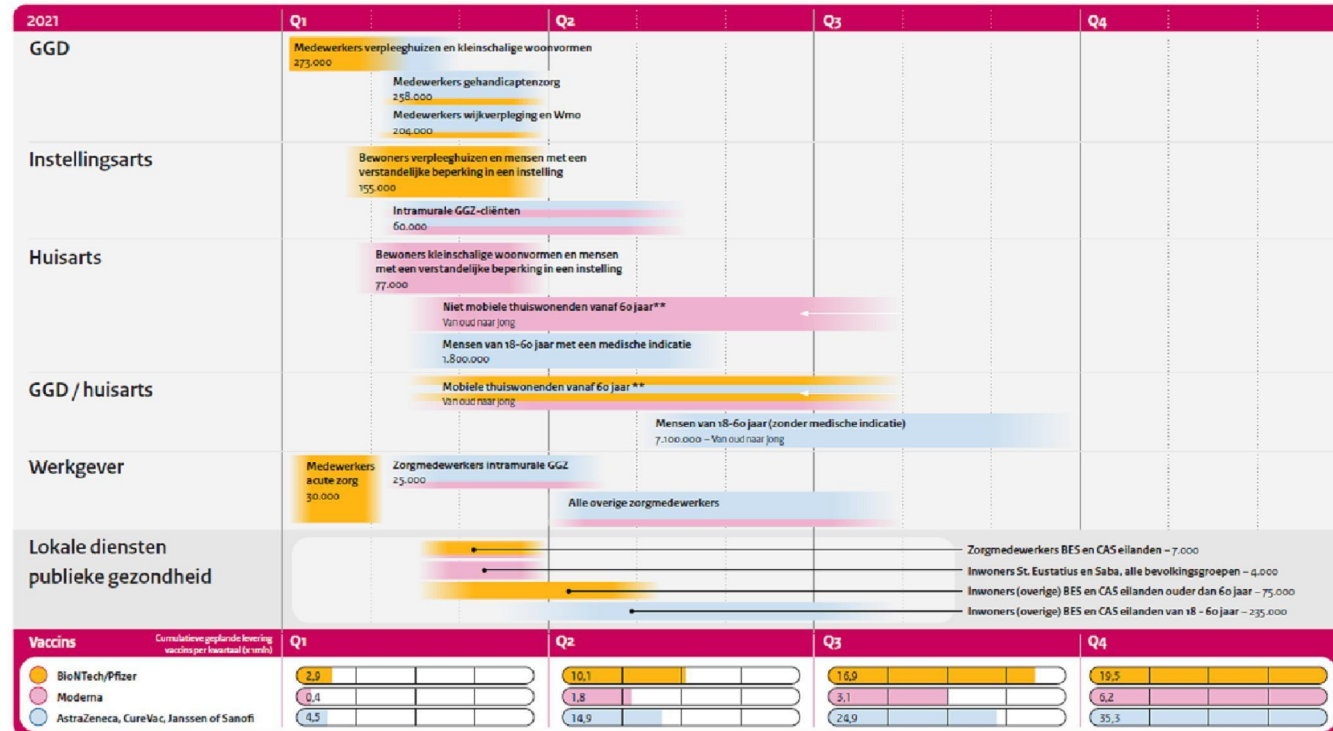 2021 Q1 Q2 Q3 Q4
GGD
Medewerkers verpleeghuizen en kleinschalige woonvormen
273.000
Medewerkers gehandicaptenzorg
258.000
Medewerkers wijkverpleging en Wmo
204.000
Instellingsarts
Bewoners verpleeghuizen en mensen met een
verstandelijke beperking in een instelling
155.000
Intramurale GGZ-cliënten
60.000
Huisarts
Bewoners kleinschalige woonvormen en mensen
met een verstandelijke beperking in een instelling
77.000
Niet mobiele thuiswonenden vanaf 60 jaar**
Van oud naar jong
Mensen van 18-60 jaar met een medische indicatie
1.800.000
GGD / huisarts
Mobiele thuiswonenden vanaf 60 jaar **
Van oud naar jong
Mensen van 18-60 jaar (zonder medische indicatie)
7.100.000 – Van oud naar jong
Werkgever
Medewerkers
acute zorg
30.000
Zorgmedewerkers intramurale GGZ
25.000
Alle overige zorgmedewerkers
Lokale diensten
publieke gezondheid
Zorgmedewerkers BES en CAS eilanden – 7.000
Inwoners St. Eustatius en Saba, alle bevolkingsgroepen – 4.000
Inwoners (overige) BES en CAS eilanden ouder dan 60 jaar – 75.000
Inwoners (overige) BES en CAS eilanden van 18 - 60 jaar – 235.000
Vaccins
Cumulatieve geplande levering
vaccins per kwartaal (x 1 mln)
Q1 Q2 Q3 Q4
BioNTech/Pfizer 2,9 10,1 16,9 19,5
Moderna 0,4 1,8 3,1 6,2
AstraZeneca, CureVac, Janssen of Sanofi 4,5 14,9 24,9 35,3